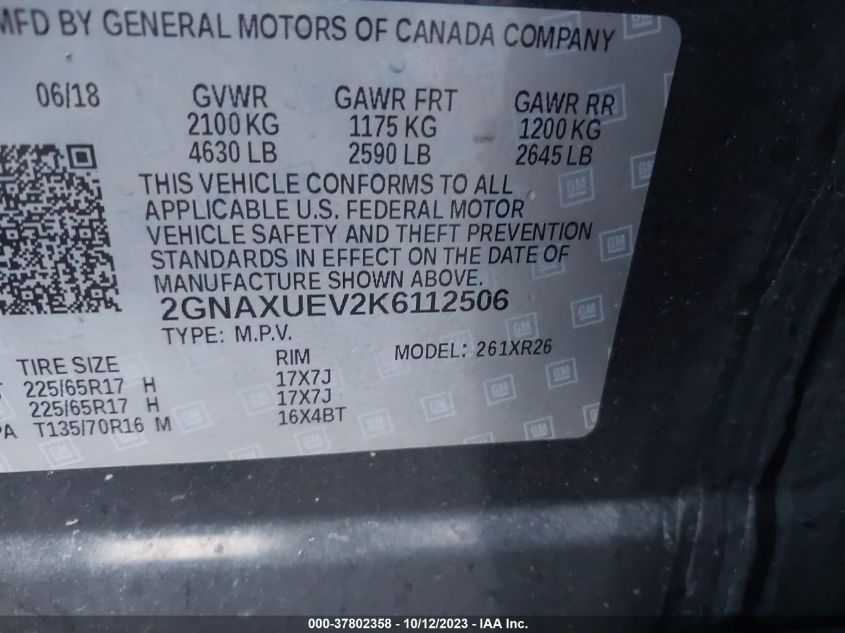 MFD BY GENERAL MOTORS OF CANADA COMPANY
06/18 GVWR GAWR FRT GAWR RR
2100 KG 1175 KG 1200 KG
4630 LB 2590 LB 2645 LB
THIS VEHICLE CONFORMS TO ALL
APPLICABLE U.S. FEDERAL MOTOR
VEHICLE SAFETY AND THEFT PREVENTION
STANDARDS IN EFFECT ON THE DATE OF
MANUFACTURE SHOWN ABOVE.
2GNAXUEV2K6112506
TYPE: M.P.V.
TIRE SIZE RIM MODEL: 261XR26
225/65R17 H 17X7J
225/65R17 H 17X7J
T135/70R16 M 16X4BT
GM
000-37802358 - 10/12/2023 - IAA Inc.